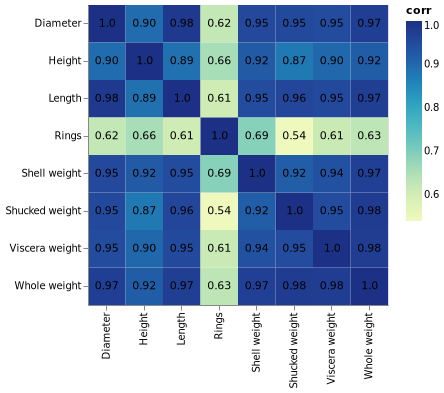 corr
Diameter 1.0 0.90 0.98 0.62 0.95 0.95 0.95 0.97
Height 0.90 1.0 0.89 0.66 0.92 0.87 0.90 0.92
Length 0.98 0.89 1.0 0.61 0.95 0.96 0.95 0.97
Rings 0.62 0.66 0.61 1.0 0.69 0.54 0.61 0.63
Shell weight 0.95 0.92 0.95 0.69 1.0 0.92 0.94 0.97
Shucked weight 0.95 0.87 0.96 0.54 0.92 1.0 0.95 0.98
Viscera weight 0.95 0.90 0.95 0.61 0.94 0.95 1.0 0.98
Whole weight 0.97 0.92 0.97 0.63 0.97 0.98 0.98 1.0
Diameter
Height
Length
Rings
Shell weight
Shucked weight
Viscera weight
Whole weight
1.0
0.9
0.8
0.7
0.6